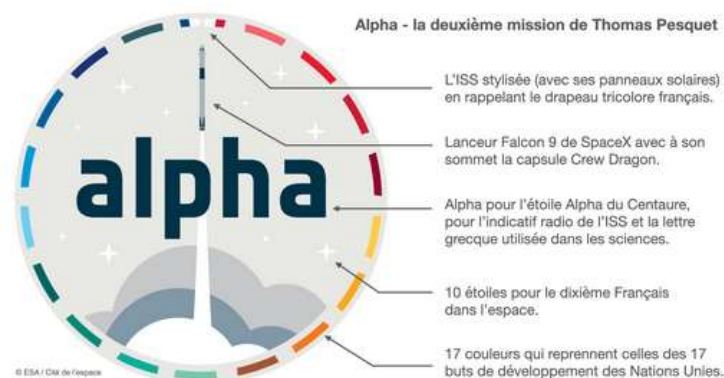 Alpha - la deuxième mission de Thomas Pesquet
L'ISS stylisée (avec ses panneaux solaires)
en rappelant le drapeau tricolore français.
Lanceur Falcon 9 de SpaceX avec à son
sommet la capsule Crew Dragon.
alpha
Alpha pour l'étoile Alpha du Centaure,
pour l'indicatif radio de l'ISS et la lettre
grecque utilisée dans les sciences.
10 étoiles pour le dixième Français
dans l'espace.
17 couleurs qui reprennent celles des 17
buts de développement des Nations Unies.
© ESA / Cité de l'espace